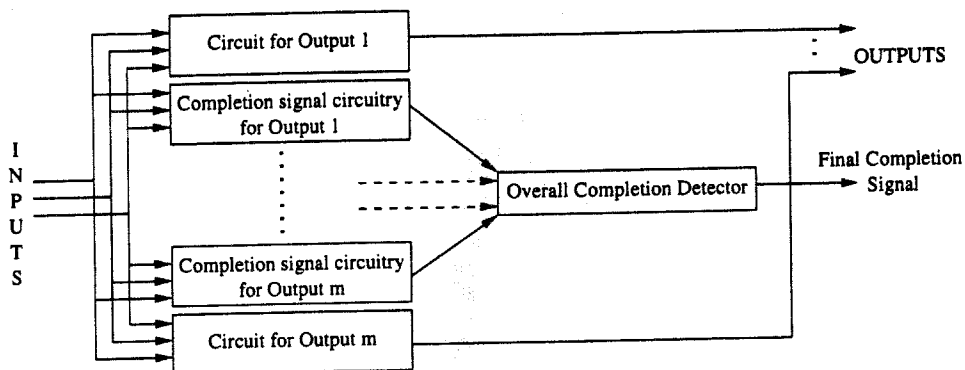 Circuit for Output 1
OUTPUTS
Completion signal circuitry
for Output 1
INPUTS
Overall Completion Detector
Final Completion
Signal
Completion signal circuitry
for Output m
Circuit for Output m